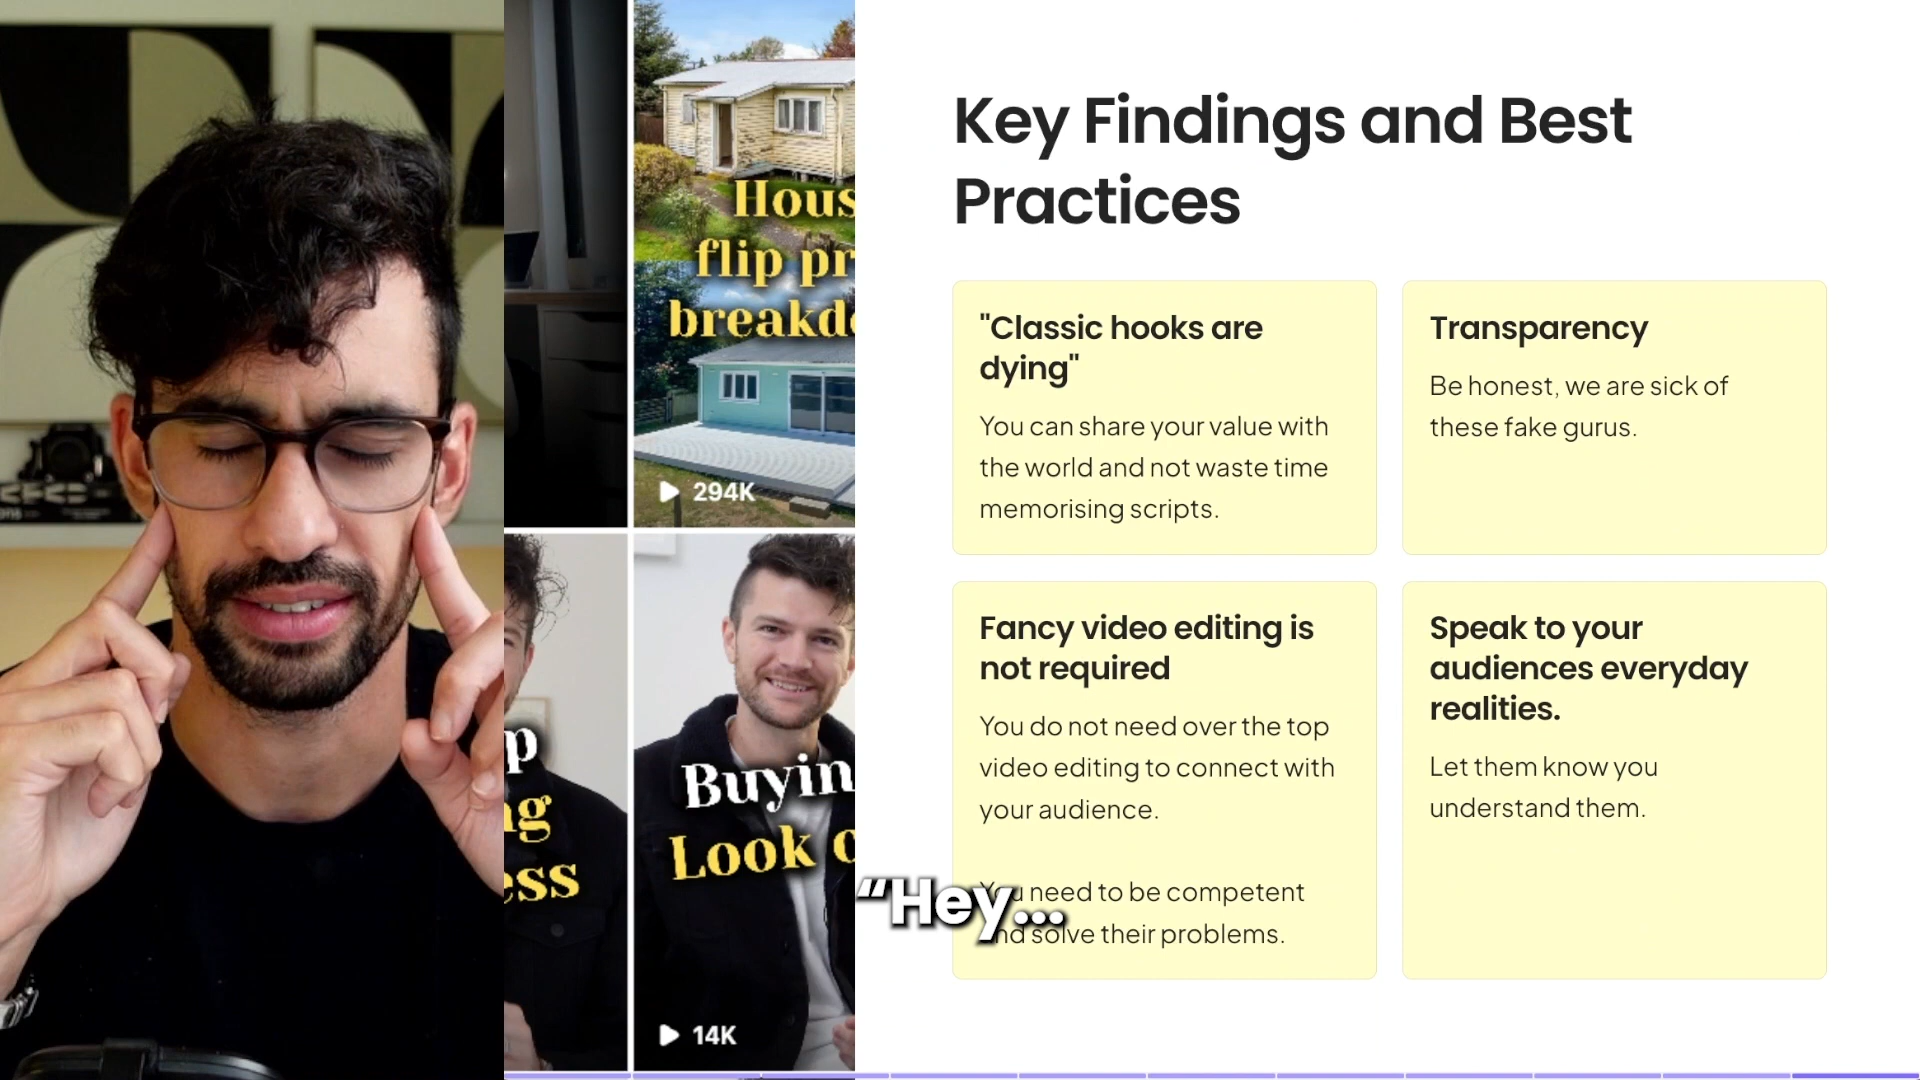 Hous
flip pr
breakd
294K
p
ng
ess
Buyin
Look o
14K
"Hey...
Key Findings and Best
Practices
"Classic hooks are
dying"
You can share your value with
the world and not waste time
memorising scripts.
Transparency
Be honest, we are sick of
these fake gurus.
Fancy video editing is
not required
You do not need over the top
video editing to connect with
your audience.
You need to be competent
and solve their problems.
Speak to your
audiences everyday
realities.
Let them know you
understand them.